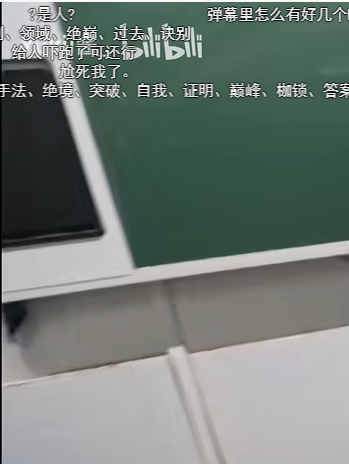 ?是人?
弹幕里怎么有好几个
、领域、绝巅、过去、诀别
给人吓跑了可还行
bilibili
尬死我了。
手法、绝境、突破、自我、证明、巅峰、枷锁、答案